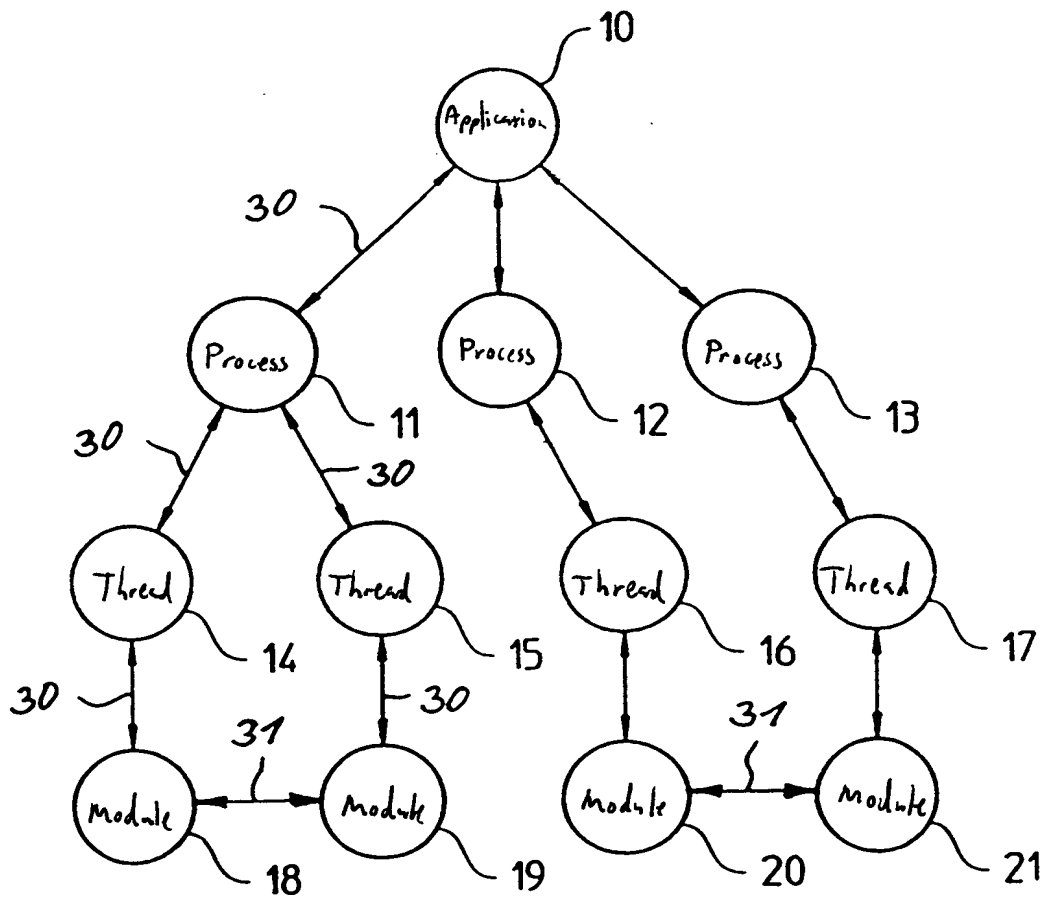 10
Application
30
Process
Process
Process
11
12
13
30
30
Thread
Thread
Thread
Thread
14
15
16
17
30
30
31
31
Module
Module
Module
Module
18
19
20
21